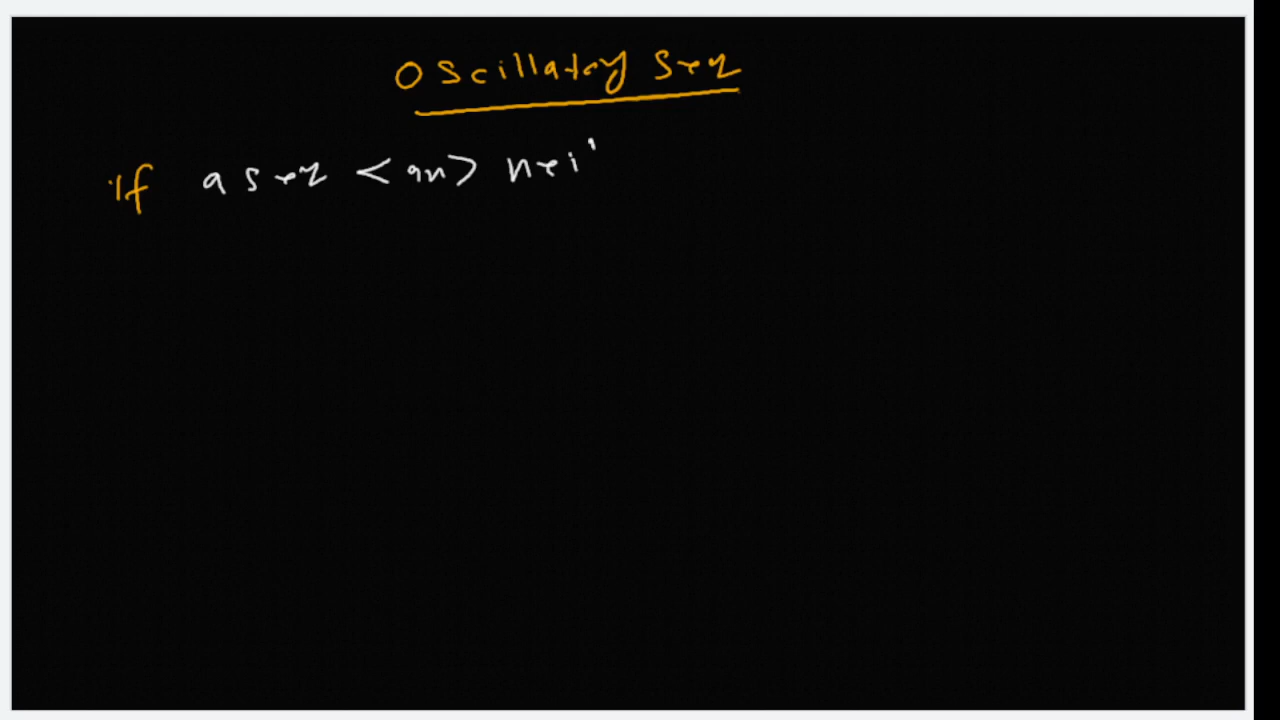 Oscillatory Seq
If a seq <an> nei